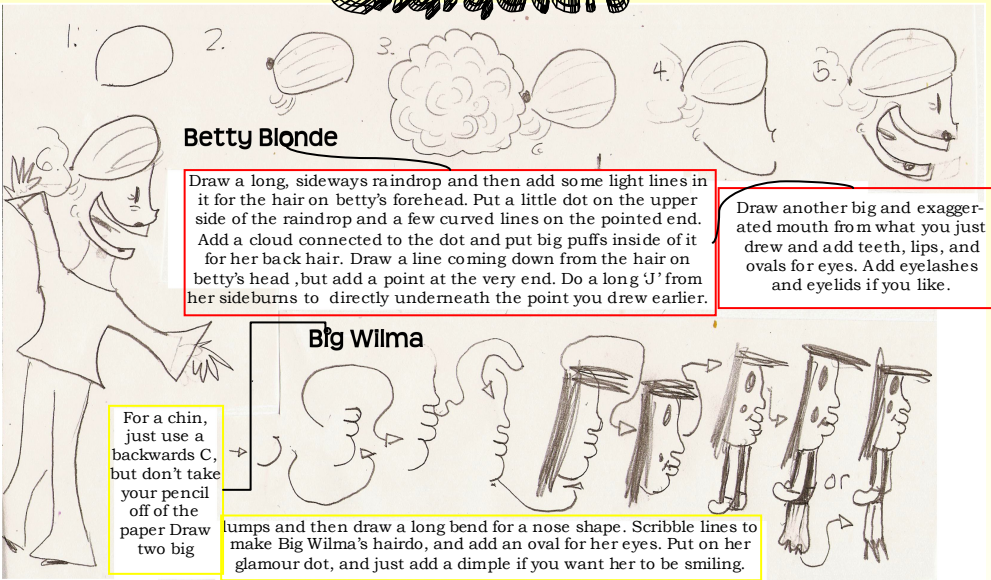 Characters
1.
2.
3.
4.
5.
Betty Blonde
Draw a long, sideways raindrop and then add some light lines in
it for the hair on betty's forehead. Put a little dot on the upper
side of the raindrop and a few curved lines on the pointed end.
Add a cloud connected to the dot and put big puffs inside of it
for her back hair. Draw a line coming down from the hair on
betty's head ,but add a point at the very end. Do a long 'J' from
her sideburns to directly underneath the point you drew earlier.
Draw another big and exagger-
ated mouth from what you just
drew and add teeth, lips, and
ovals for eyes. Add eyelashes
and eyelids if you like.
Big Wilma
For a chin,
just use a
backwards C,
but don't take
your pencil
off of the
paper Draw
two big
lumps and then draw a long bend for a nose shape. Scribble lines to
make Big Wilma's hairdo, and add an oval for her eyes. Put on her
glamour dot, and just add a dimple if you want her to be smiling.
or